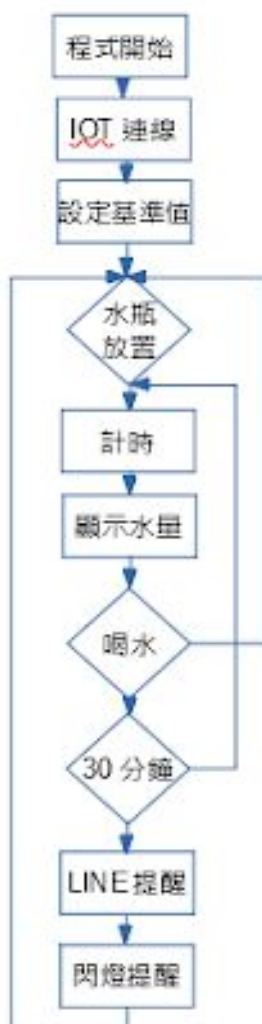 程式開始
IOT 連線
設定基準值
水瓶
放置
計時
顯示水量
喝水
30 分鐘
LINE提醒
閃燈提醒